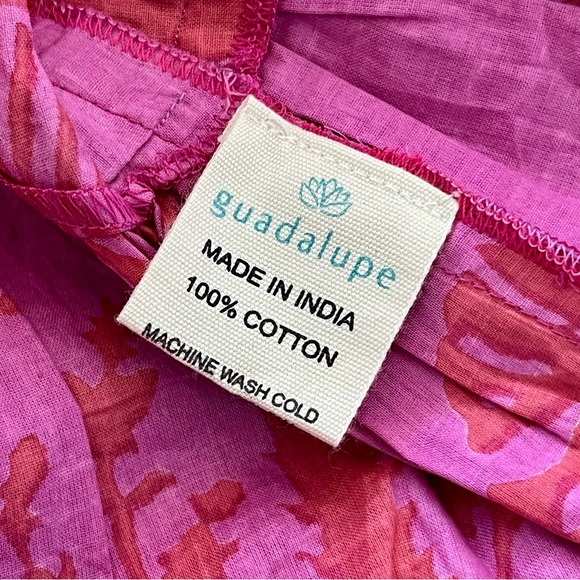 guadalupe
MADE IN INDIA
100% COTTON
MACHINE WASH COLD